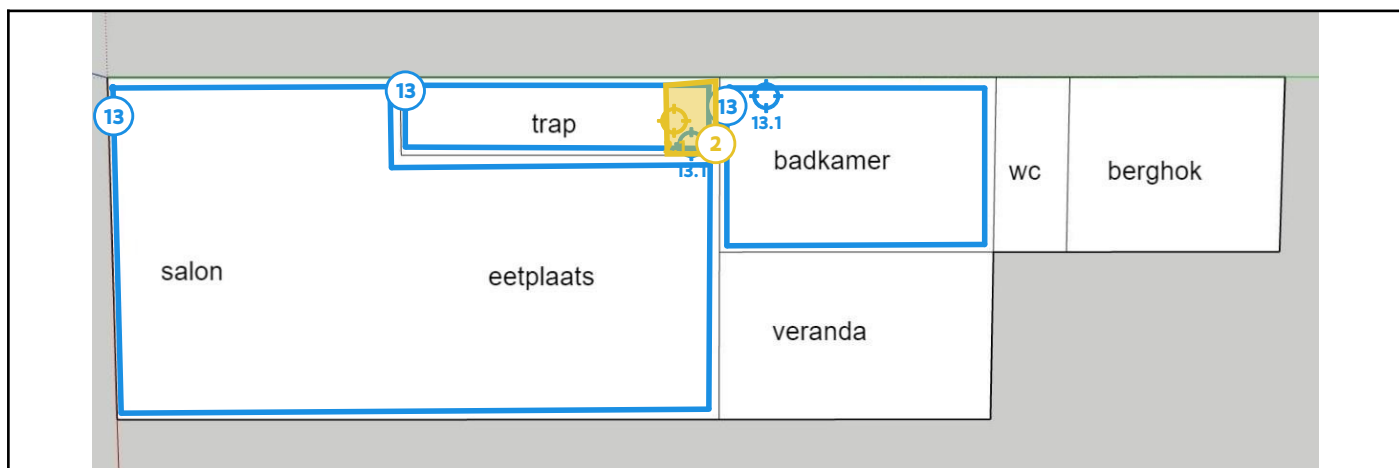 13
13
13
13.1
trap
2
13.1
badkamer
wc
berghok
salon
eetplaats
veranda